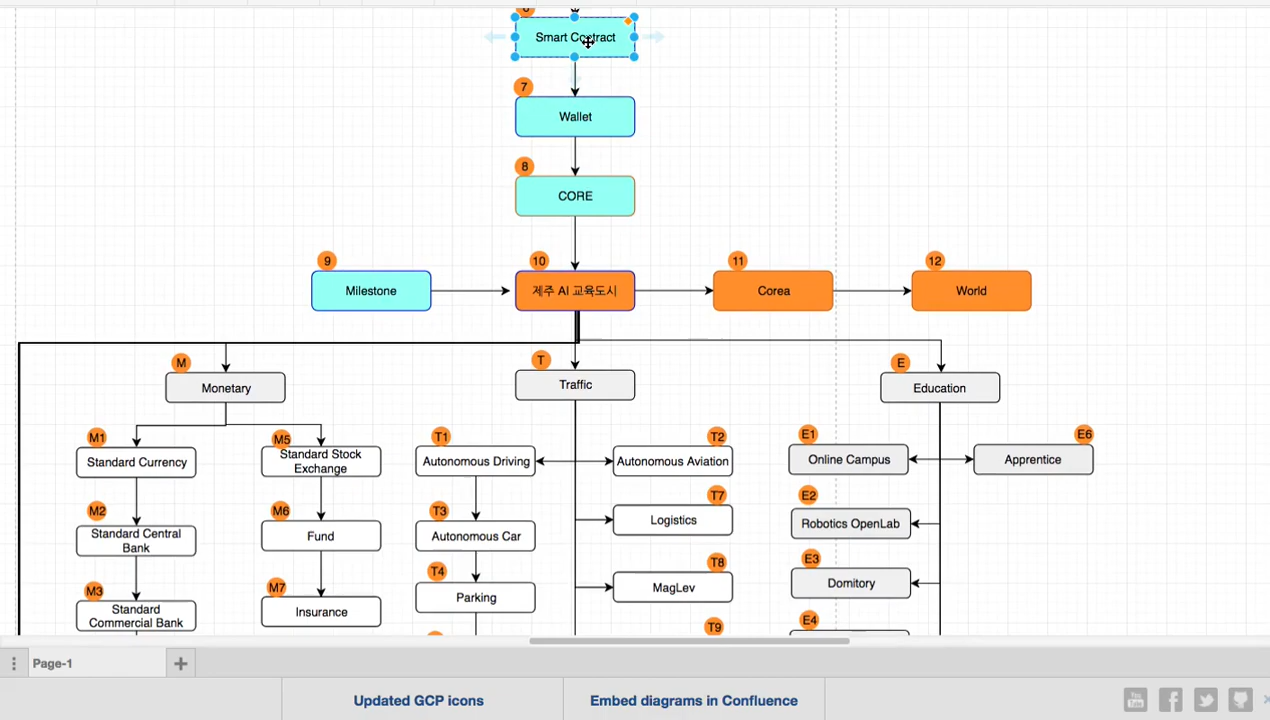 6
Smart Contract
7
Wallet
8
CORE
9
Milestone
10
제주 AI 교육도시
11
Corea
12
World
M
Monetary
T
Traffic
E
Education
M1
Standard Currency
M5
Standard Stock
Exchange
T1
Autonomous Driving
T2
Autonomous Aviation
E1
Online Campus
E6
Apprentice
M2
Standard Central
Bank
M6
Fund
T3
Autonomous Car
T7
Logistics
E2
Robotics OpenLab
M3
Standard
Commercial Bank
M7
Insurance
T4
Parking
T8
MagLev
E3
Domitory
T9
E4
Page-1
Updated GCP icons
Embed diagrams in Confluence
You
Tube